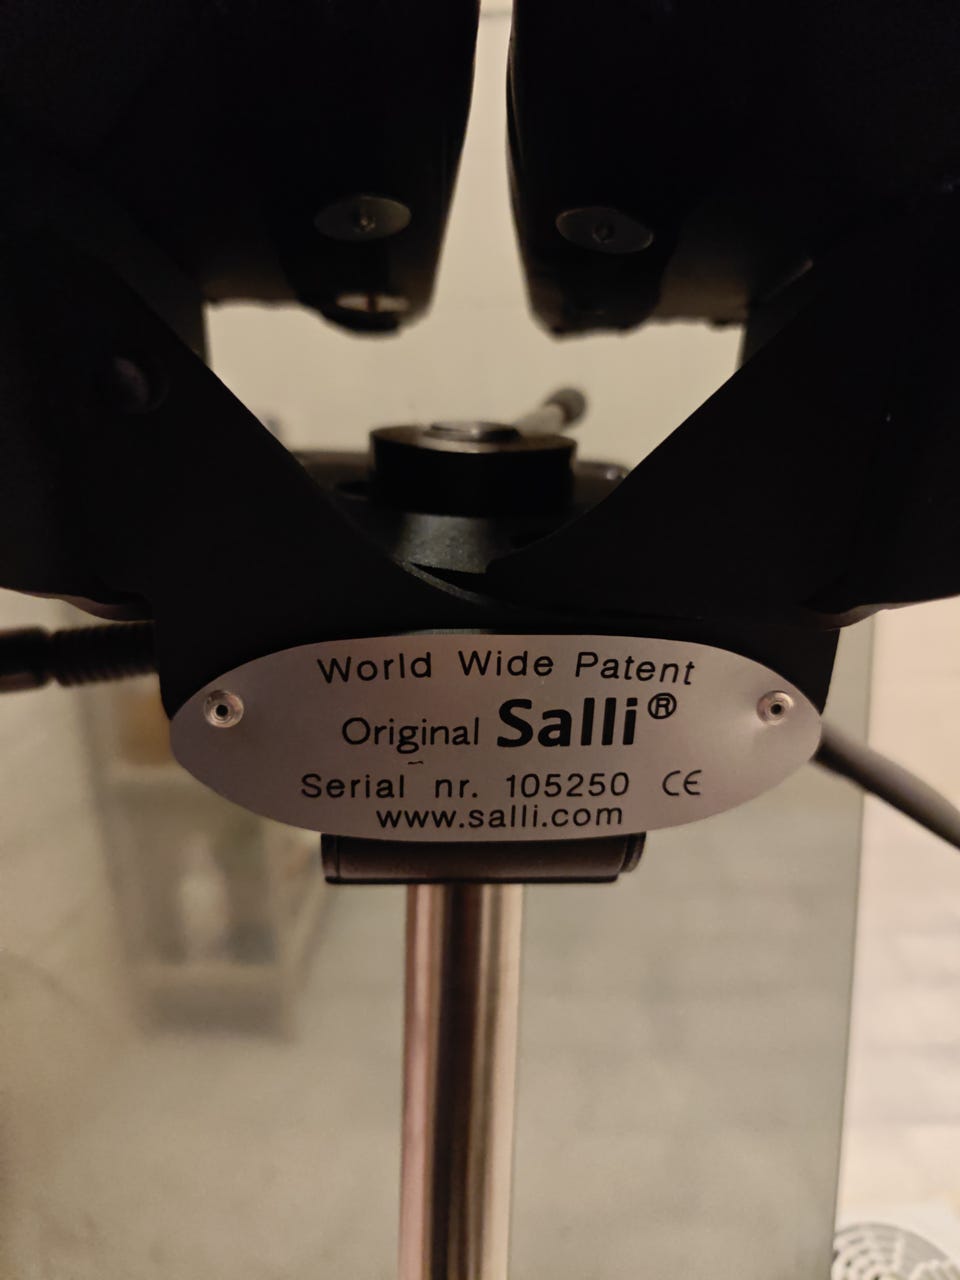 World Wide Patent
Original Salli®
Serial nr. 105250 CE
www.salli.com